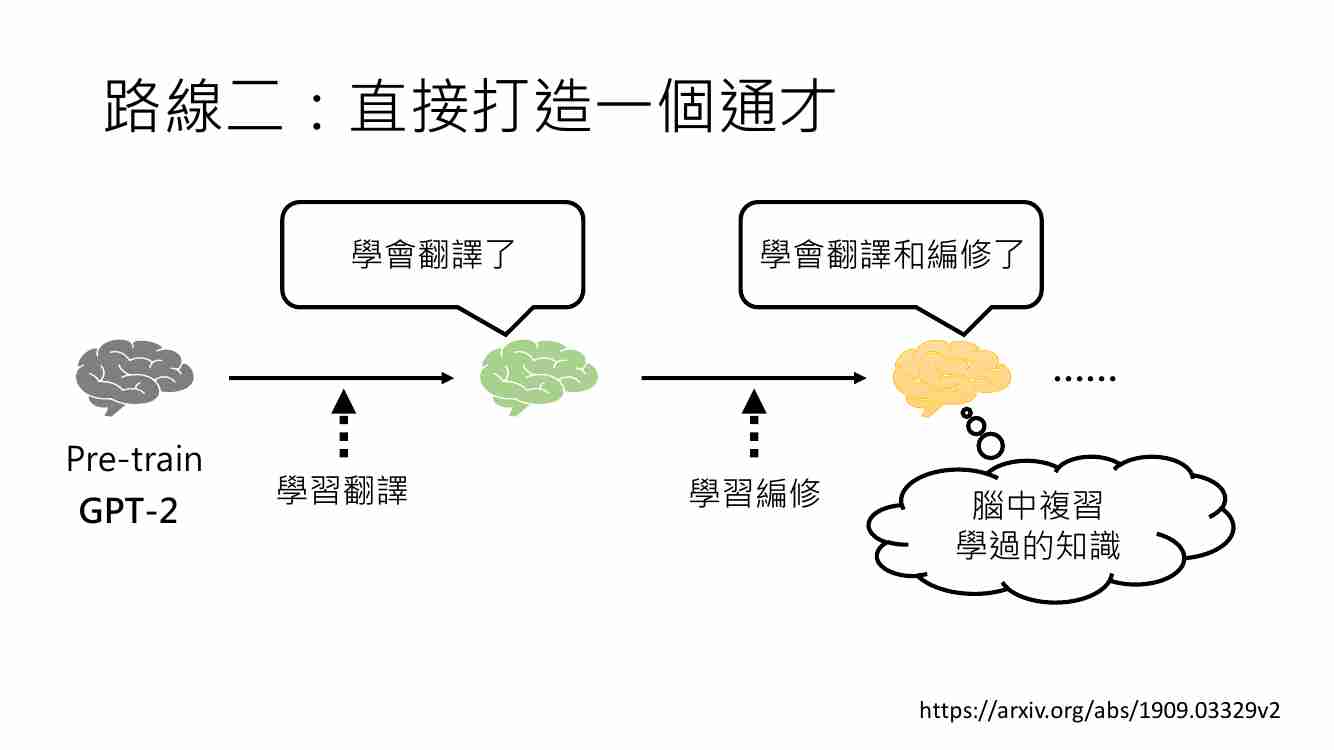 路線二：直接打造一個通才
學會翻譯了
學會翻譯和編修了
......
Pre-train
GPT-2
學習翻譯
學習編修
腦中複習
學過的知識
https://arxiv.org/abs/1909.03329v2